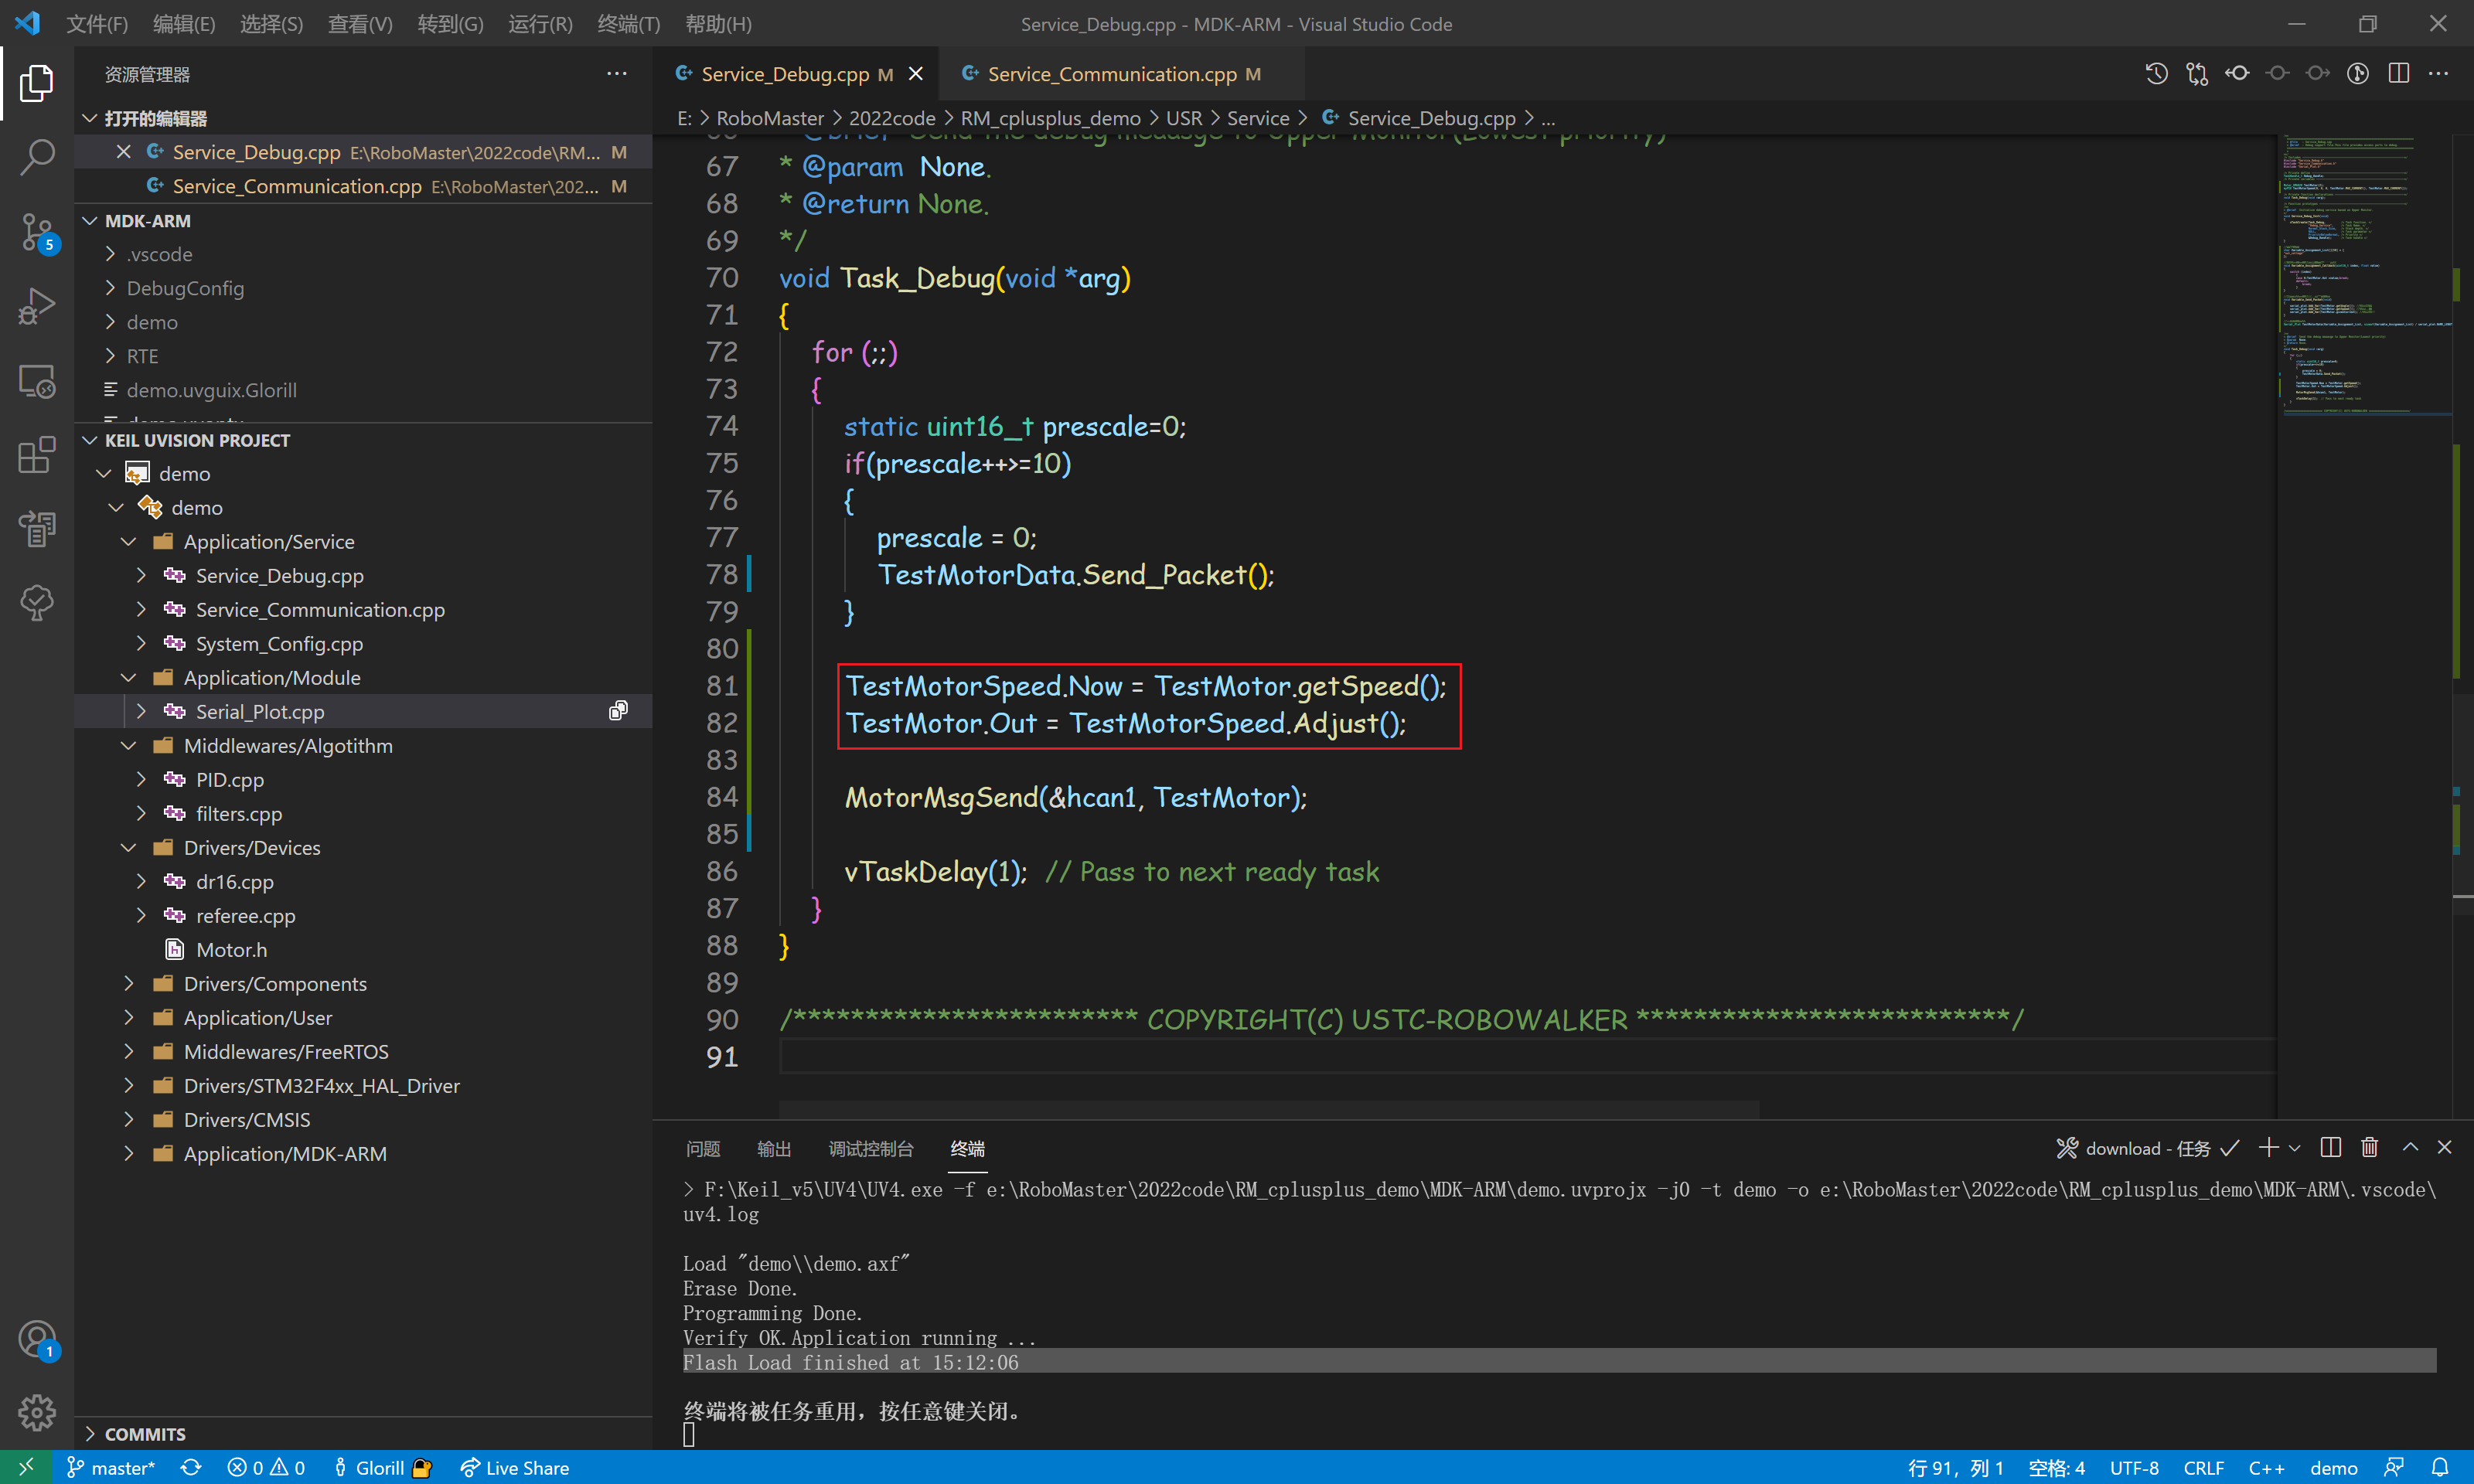 文件(F) 编辑(E) 选择(S) 查看(V) 转到(G) 运行(R) 终端(T) 帮助(H) Service_Debug.cpp - MDK-ARM - Visual Studio Code
资源管理器
打开的编辑器
Service_Debug.cpp E:\RoboMaster\2022code\RM... M
Service_Communication.cpp E:\RoboMaster\202... M
MDK-ARM
.vscode
DebugConfig
demo
RTE
demo.uvguix.Glorill
KEIL UVISION PROJECT
demo
demo
Application/Service
Service_Debug.cpp
Service_Communication.cpp
System_Config.cpp
Application/Module
Serial_Plot.cpp
Middlewares/Algotithm
PID.cpp
filters.cpp
Drivers/Devices
dr16.cpp
referee.cpp
Motor.h
Drivers/Components
Application/User
Middlewares/FreeRTOS
Drivers/STM32F4xx_HAL_Driver
Drivers/CMSIS
Application/MDK-ARM
COMMITS
5
1
Service_Debug.cpp M Service_Communication.cpp M
E: > RoboMaster > 2022code > RM_cplusplus_demo > USR > Service > Service_Debug.cpp > ...
67 * @param None.
68 * @return None.
69 */
70 void Task_Debug(void *arg)
71 {
72 for (;;)
73 {
74 static uint16_t prescale=0;
75 if(prescale++>=10)
76 {
77 prescale = 0;
78 TestMotorData.Send_Packet();
79 }
80
81 TestMotorSpeed.Now = TestMotor.getSpeed();
82 TestMotor.Out = TestMotorSpeed.Adjust();
83
84 MotorMsgSend(&hcan1, TestMotor);
85
86 vTaskDelay(1); // Pass to next ready task
87 }
88 }
89
90 /************************ COPYRIGHT(C) USTC-ROBOWALKER **************************/
91
问题 输出 调试控制台 终端 download - 任务
> F:\Keil_v5\UV4\UV4.exe -f e:\RoboMaster\2022code\RM_cplusplus_demo\MDK-ARM\demo.uvprojx -j0 -t demo -o e:\RoboMaster\2022code\RM_cplusplus_demo\MDK-ARM\.vscode\
uv4.log
Load "demo\\demo.axf"
Erase Done.
Programming Done.
Verify OK.Application running ...
Flash Load finished at 15:12:06
终端将被任务重用，按任意键关闭。
master* 0 0 Glorill Live Share 行 91，列 1 空格: 4 UTF-8 CRLF C++ demo